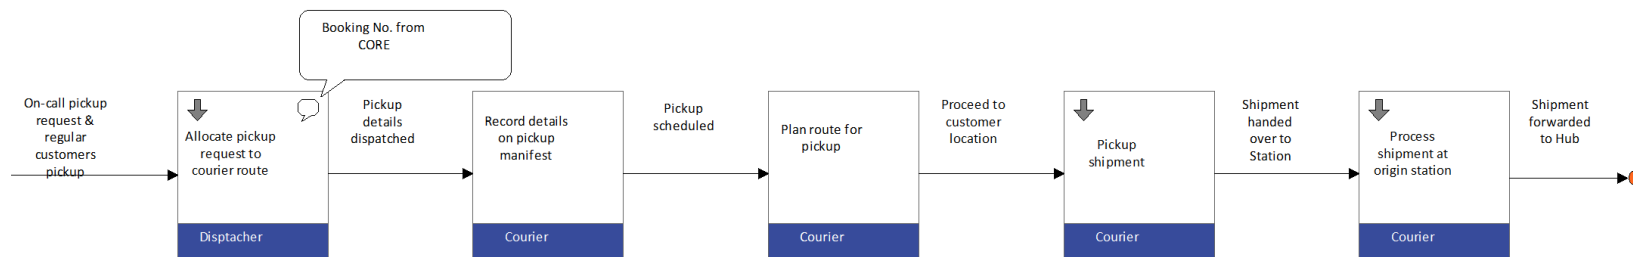 Booking No. from
CORE
On-call pickup
request &
regular
customers
pickup
Allocate pickup
request to
courier route
Disptacher
Pickup
details
dispatched
Record details
on pickup
manifest
Courier
Pickup
scheduled
Plan route for
pickup
Courier
Proceed to
customer
location
Pickup
shipment
Courier
Shipment
handed
over to
Station
Process
shipment at
origin station
Courier
Shipment
forwarded
to Hub